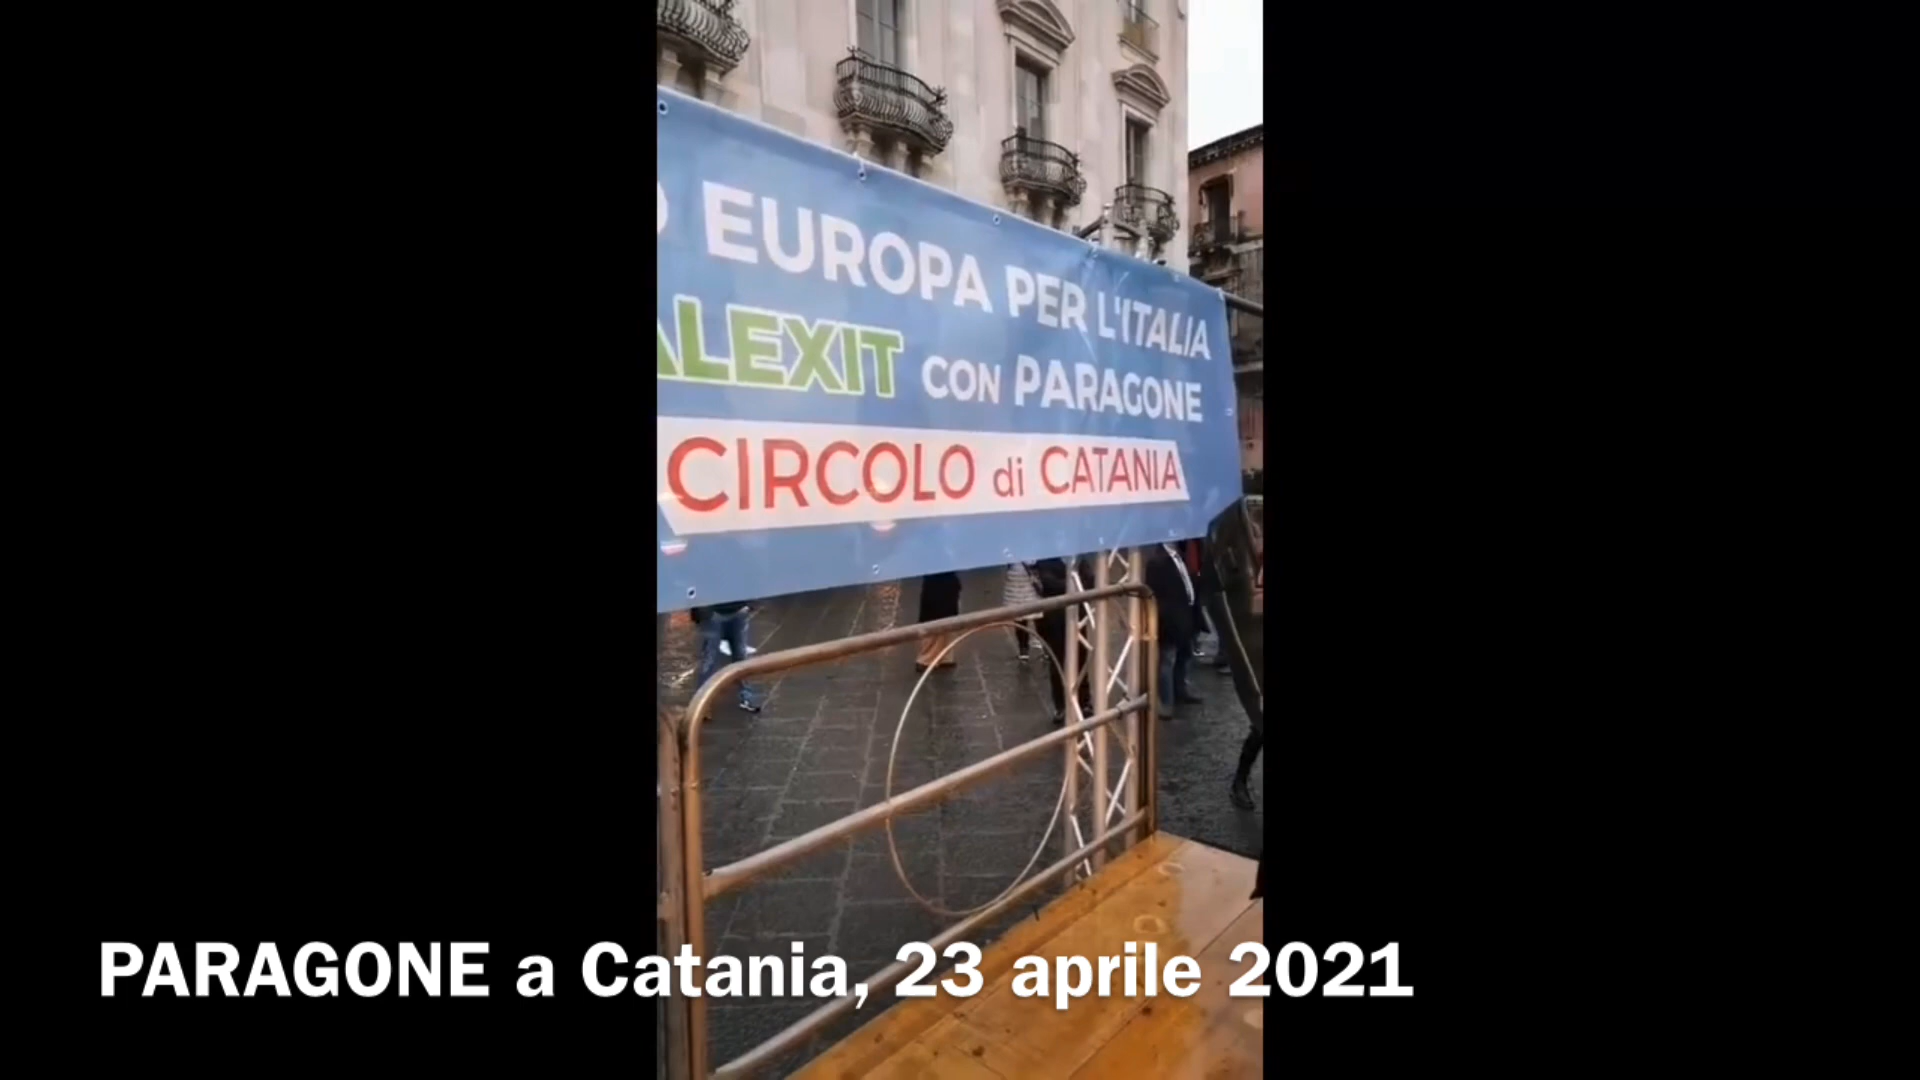 EUROPA PER L'ITALIA
ALEXIT CON PARAGONE
CIRCOLO di CATANIA
PARAGONE a Catania, 23 aprile 2021